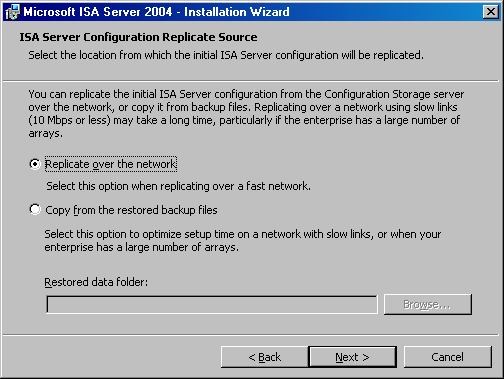 Microsoft ISA Server 2004 - Installation Wizard
ISA Server Configuration Replicate Source
Select the location from which the initial ISA Server configuration will be replicated.
You can replicate the initial ISA Server configuration from the Configuration Storage server
over the network, or copy it from backup files. Replicating over a network using slow links
(10 Mbps or less) may take a long time, particularly if the enterprise has a large number of
arrays.
Replicate over the network
Select this option when replicating over a fast network.
Copy from the restored backup files
Select this option to optimize setup time on a network with slow links, or when your
enterprise has a large number of arrays.
Restored data folder:
Browse...
< Back
Next >
Cancel